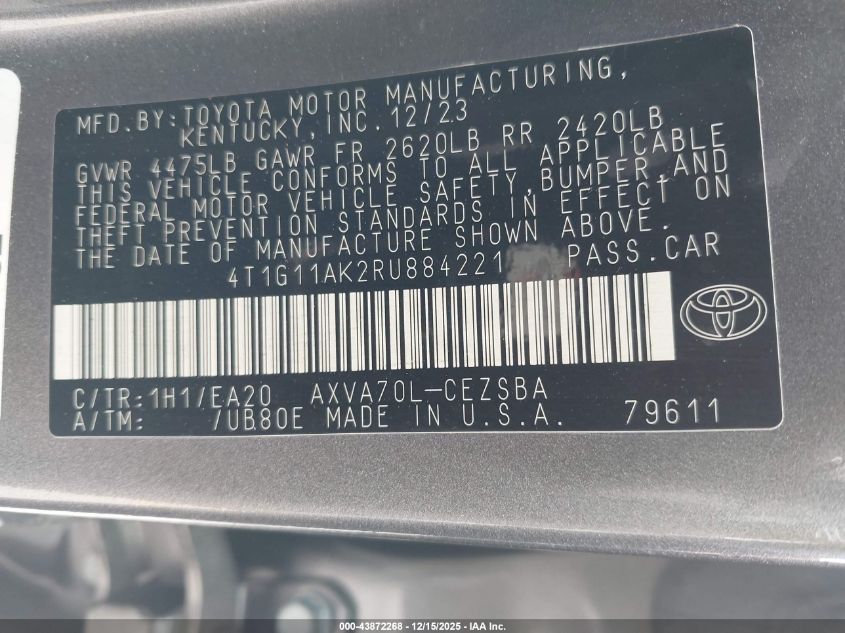 MFD. BY: TOYOTA MOTOR MANUFACTURING,
KENTUCKY, INC. 12/23
GVWR 4475LB GAWR FR 2620LB RR 2420LB
THIS VEHICLE CONFORMS TO ALL APPLICABLE
FEDERAL MOTOR VEHICLE SAFETY, BUMPER, AND
THEFT PREVENTION STANDARDS IN EFFECT ON
THE DATE OF MANUFACTURE SHOWN ABOVE.
4T1G11AK2RU884221 PASS. CAR
C/TR: 1H1/EA20 AXVA70L-CEZSBA
A/TM: /UB80E MADE IN U.S.A. 79611
000-43872268 - 12/15/2025 - IAA Inc.